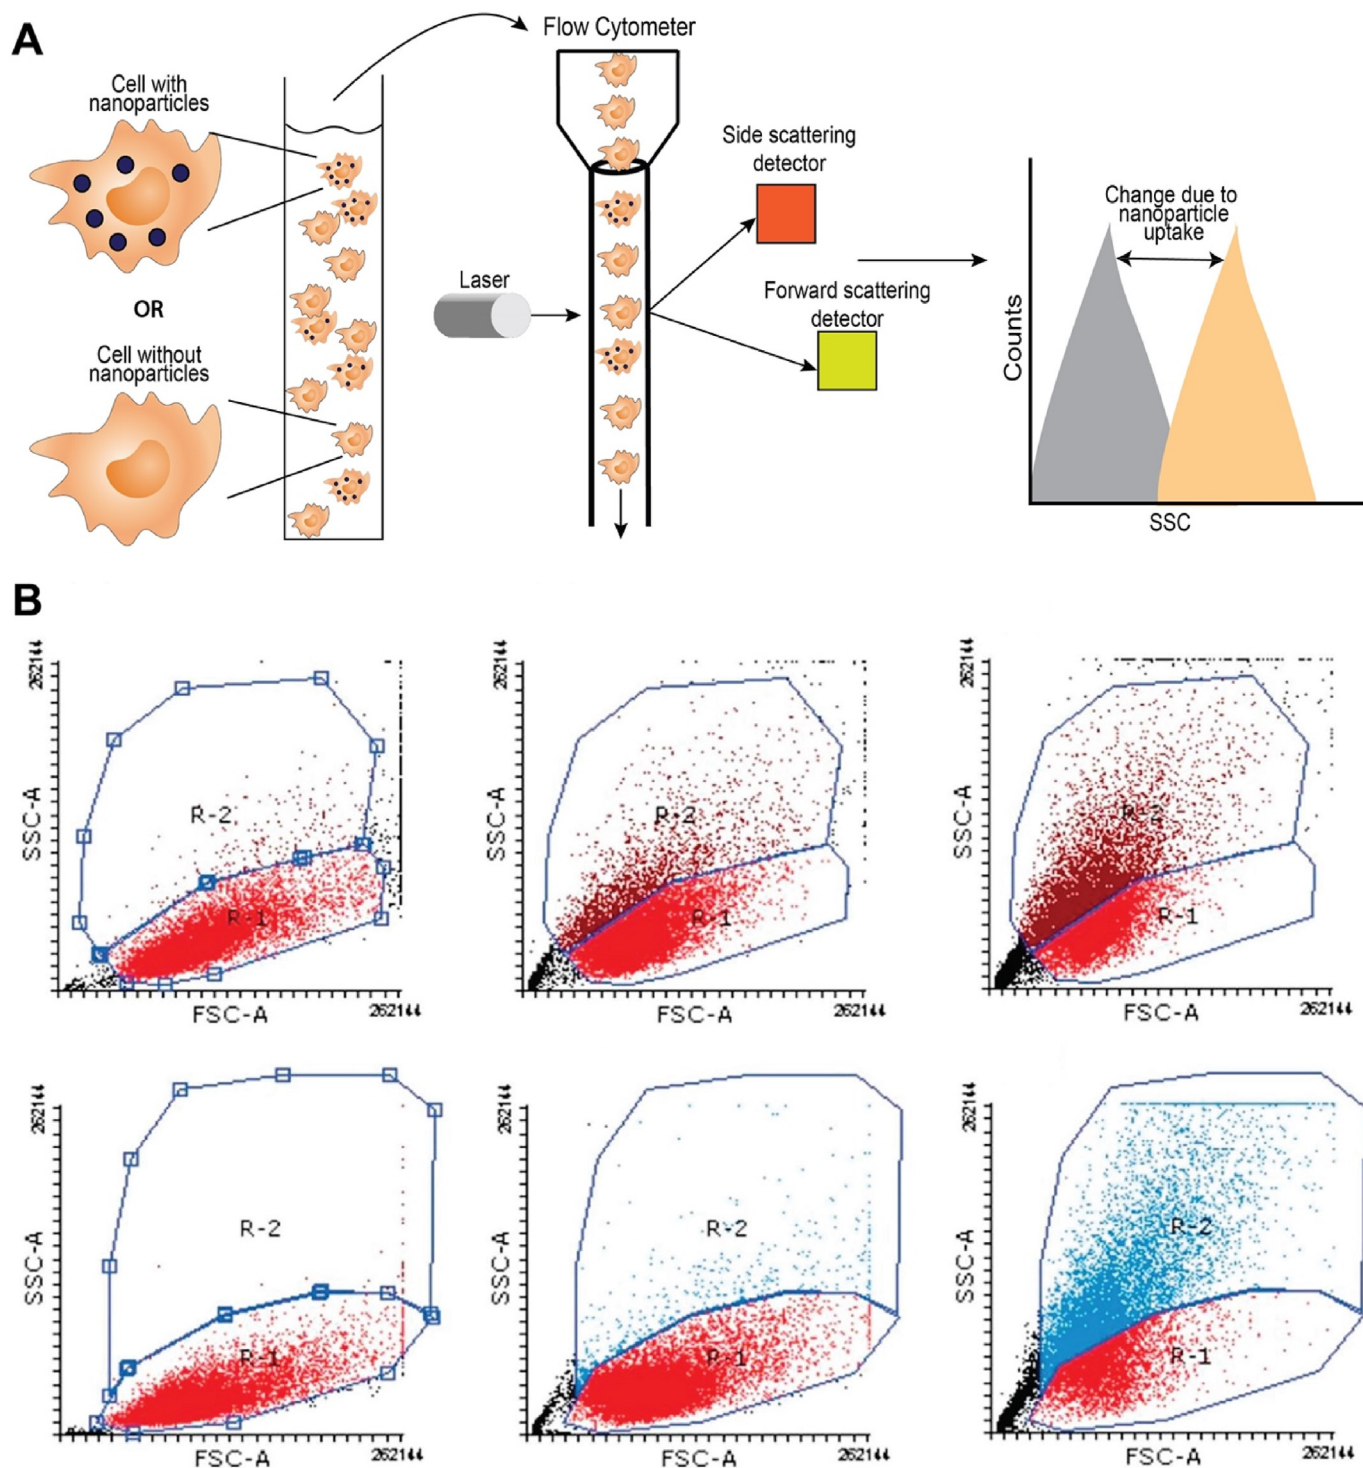 A
Flow Cytometer
Cell with
nanoparticles
OR
Cell without
nanoparticles
Laser
Side scattering
detector
Forward scattering
detector
Change due to
nanoparticle
uptake
Counts
SSC
B
262144
SSC-A
R-2
R-1
FSC-A
262144
262144
SSC-A
R-2
R-1
FSC-A
262144
262144
SSC-A
R-2
R-1
FSC-A
262144
262144
SSC-A
R-2
R-1
FSC-A
262144
262144
SSC-A
R-2
R-1
FSC-A
262144
262144
SSC-A
R-2
R-1
FSC-A
262144